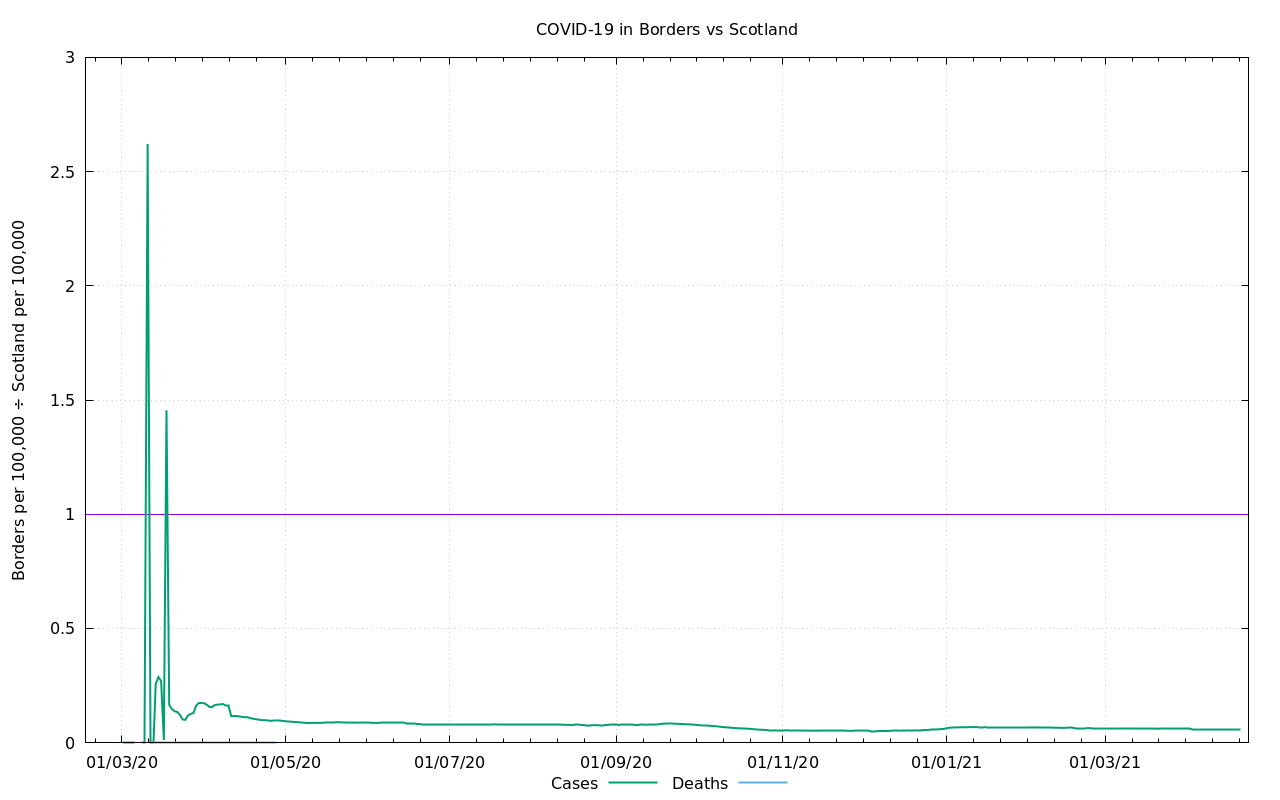 COVID-19 in Borders vs Scotland
Borders per 100,000 ÷ Scotland per 100,000
3
2.5
2
1.5
1
0.5
0
01/03/20 01/05/20 01/07/20 01/09/20 01/11/20 01/01/21 01/03/21
Cases Deaths